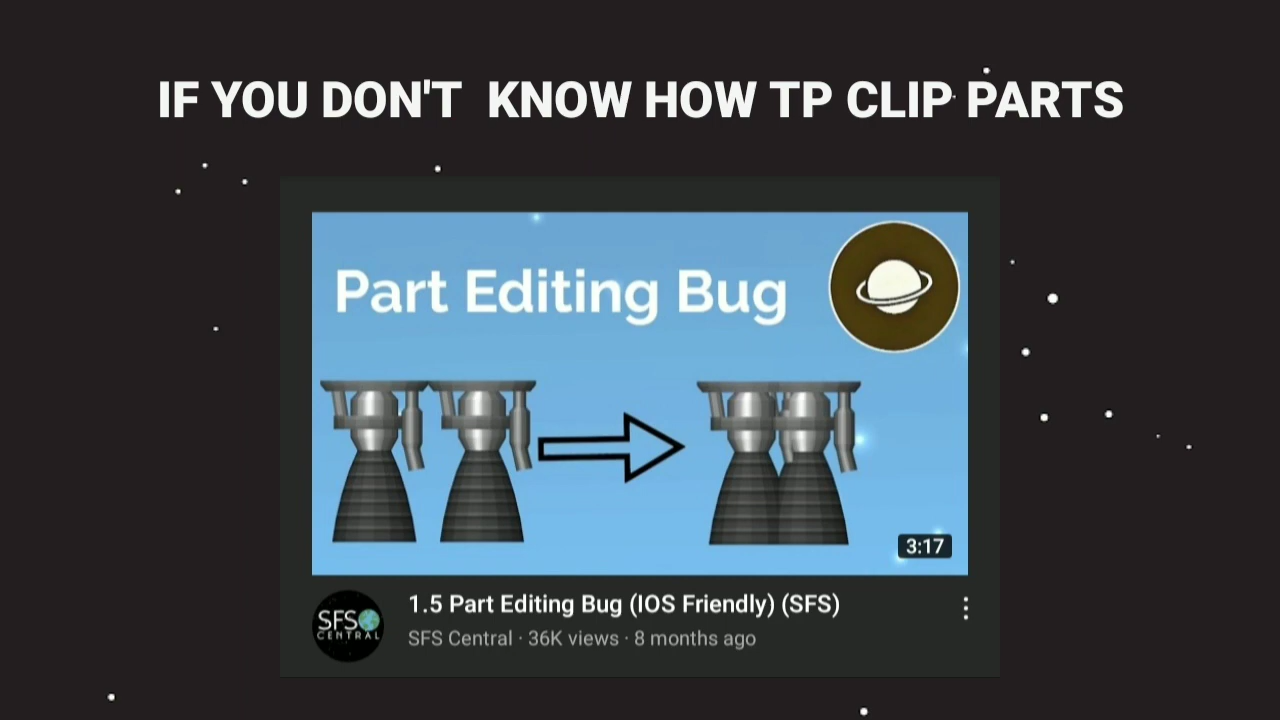 IF YOU DON'T  KNOW HOW TP CLIP PARTS
Part Editing Bug
3:17
SFS
CENTRAL
1.5 Part Editing Bug (IOS Friendly) (SFS)
SFS Central · 36K views · 8 months ago